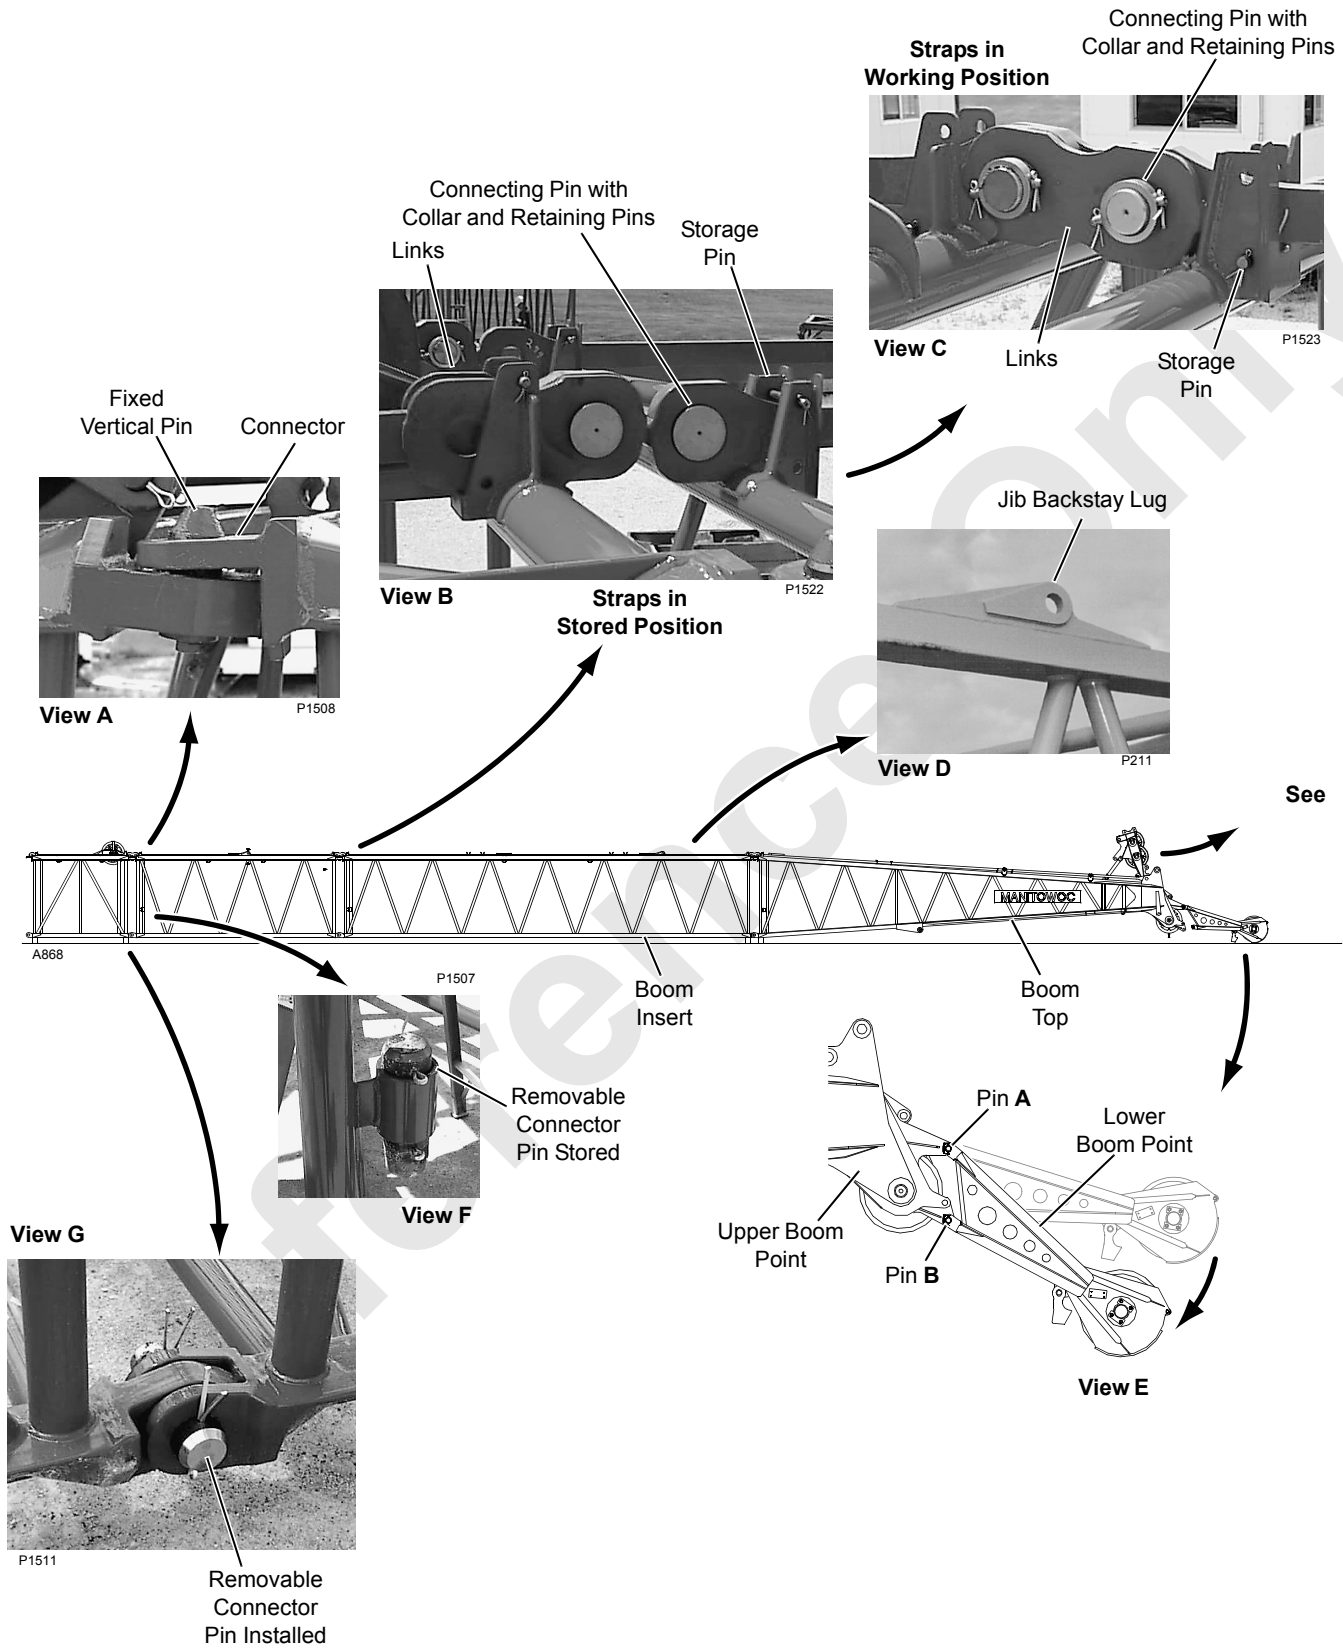 Connecting Pin with
Collar and Retaining Pins
Straps in
Working Position
View C
Links
Storage
Pin
P1523
Connecting Pin with
Collar and Retaining Pins
Links
Storage
Pin
View B
P1522
Straps in
Stored Position
Fixed
Vertical Pin
Connector
View A
P1508
Jib Backstay Lug
View D
P211
See
MANITOWOC
A868
Boom
Insert
Boom
Top
P1507
Removable
Connector
Pin Stored
View F
Pin A
Lower
Boom Point
Upper Boom
Point
Pin B
View E
View G
P1511
Removable
Connector
Pin Installed